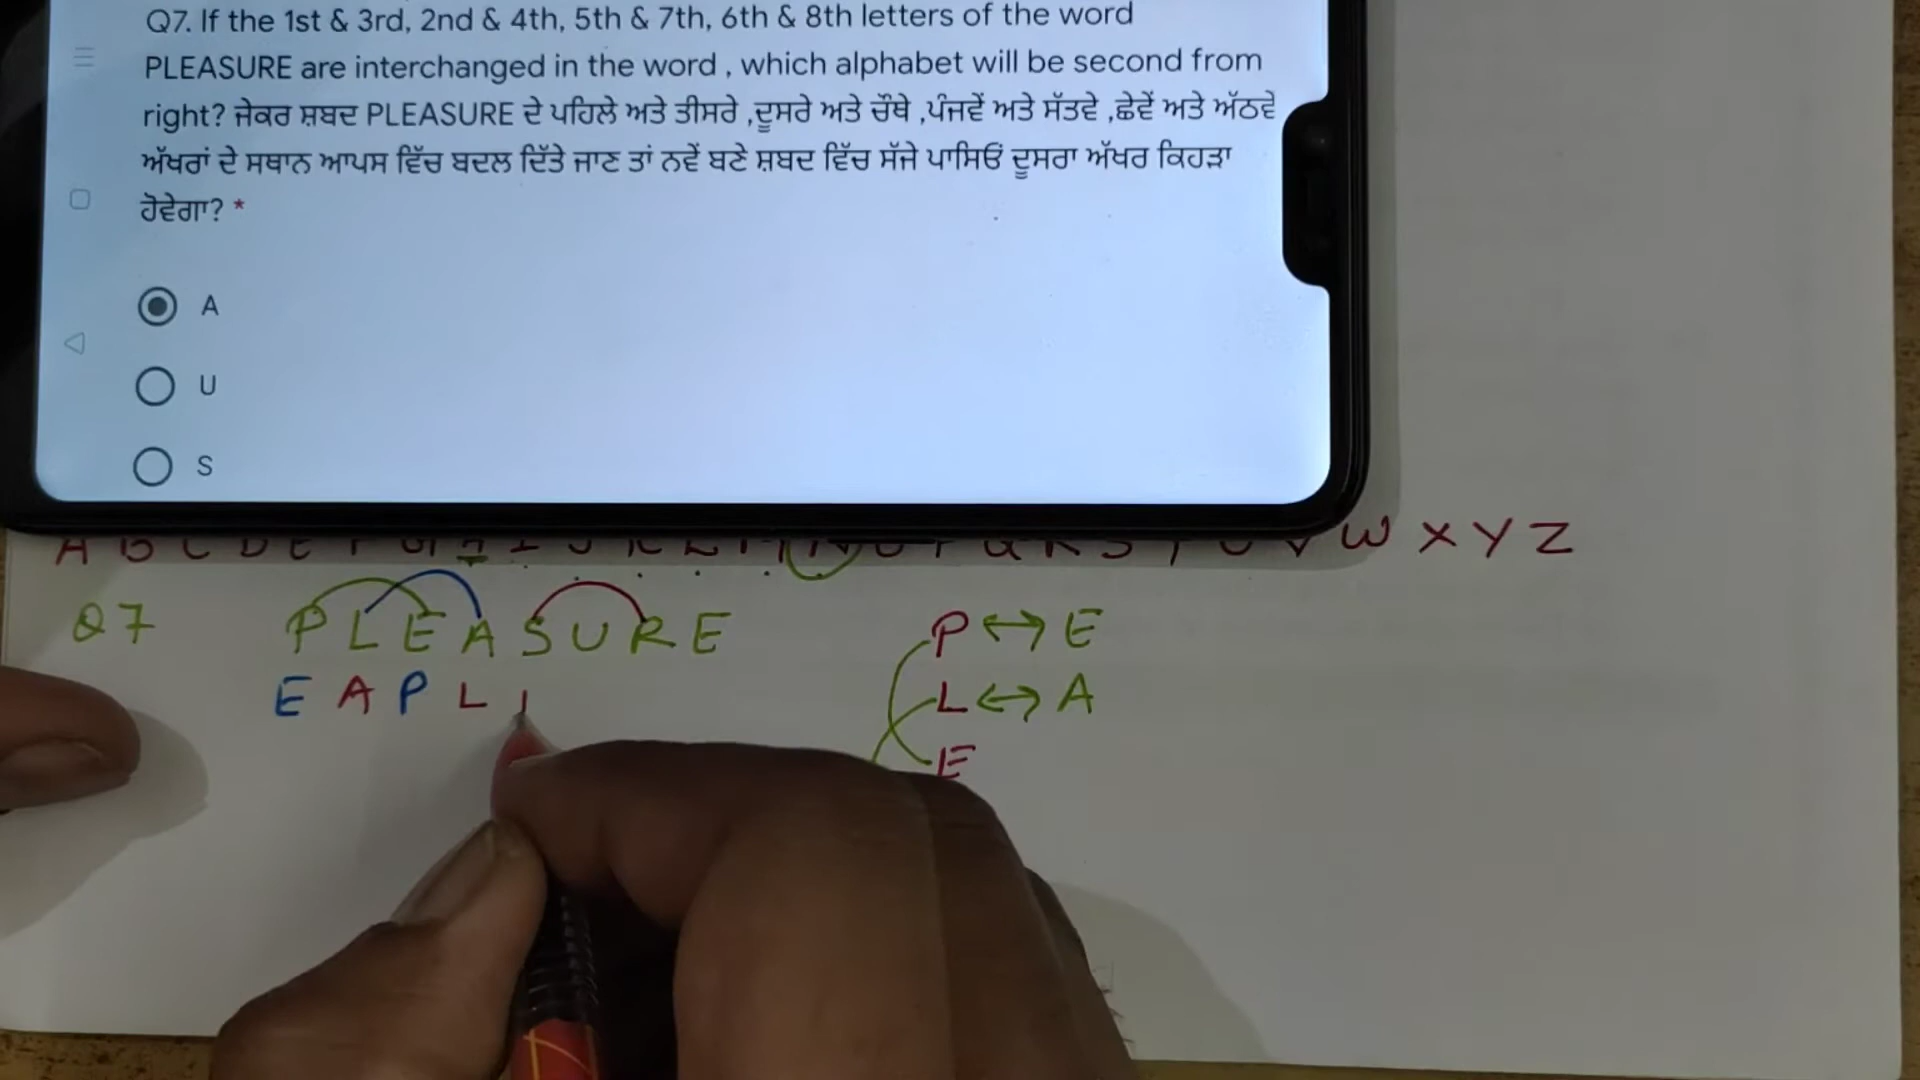 Q7. If the 1st & 3rd, 2nd & 4th, 5th & 7th, 6th & 8th letters of the word
PLEASURE are interchanged in the word , which alphabet will be second from
right? ਜੇਕਰ ਸ਼ਬਦ PLEASURE ਦੇ ਪਹਿਲੇ ਅਤੇ ਤੀਸਰੇ ,ਦੂਸਰੇ ਅਤੇ ਚੌਥੇ ,ਪੰਜਵੇਂ ਅਤੇ ਸੱਤਵੇ ,ਛੇਵੇਂ ਅਤੇ ਅੱਠਵੇ
ਅੱਖਰਾਂ ਦੇ ਸਥਾਨ ਆਪਸ ਵਿੱਚ ਬਦਲ ਦਿੱਤੇ ਜਾਣ ਤਾਂ ਨਵੇਂ ਬਣੇ ਸ਼ਬਦ ਵਿੱਚ ਸੱਜੇ ਪਾਸਿਓਂ ਦੂਸਰਾ ਅੱਖਰ ਕਿਹੜਾ
ਹੋਵੇਗਾ? *
A
U
S
A B C D E F G H I J K L M N O P Q R S T U V W X Y Z
Q7 PLEASURE P ↔ E
E A P L L ↔ A
E